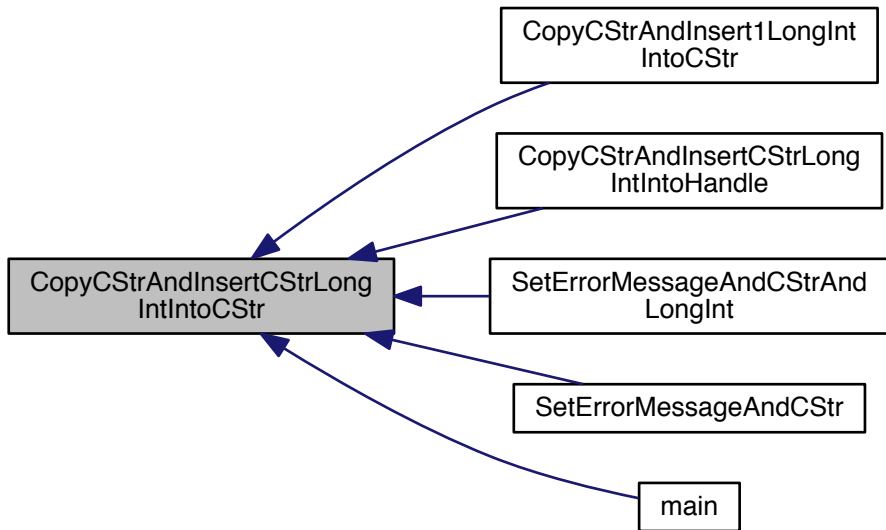 CopyCStrAndInsert1LongInt
IntoCStr
CopyCStrAndInsertCStrLong
IntIntoHandle
CopyCStrAndInsertCStrLong
IntIntoCStr
SetErrorMessageAndCStrAnd
LongInt
SetErrorMessageAndCStr
main